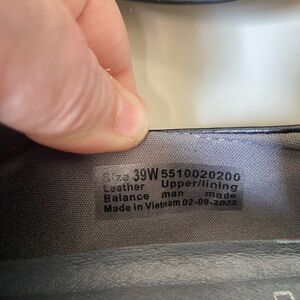 Size 39W 5510020200
Leather Upper/lining
Balance man made
Made in Vietnam 02-09-2022